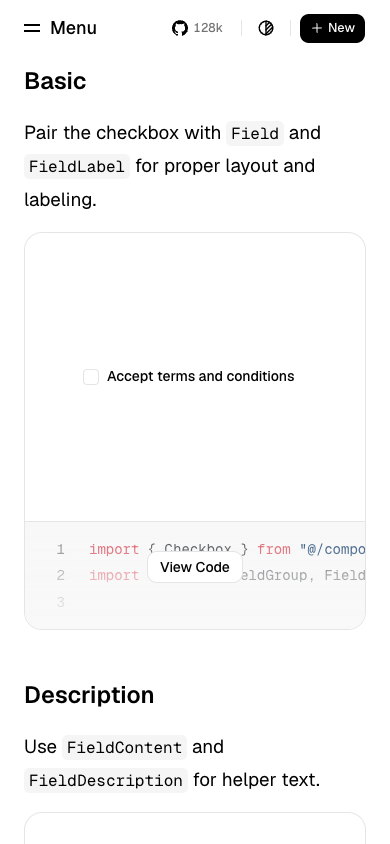 Menu
128k
New
Basic
Pair the checkbox with Field and
FieldLabel for proper layout and
labeling.
Accept terms and conditions
1 import { Checkbox } from "@/compo
2 import eldGroup, Field
3
View Code
Description
Use FieldContent and
FieldDescription for helper text.